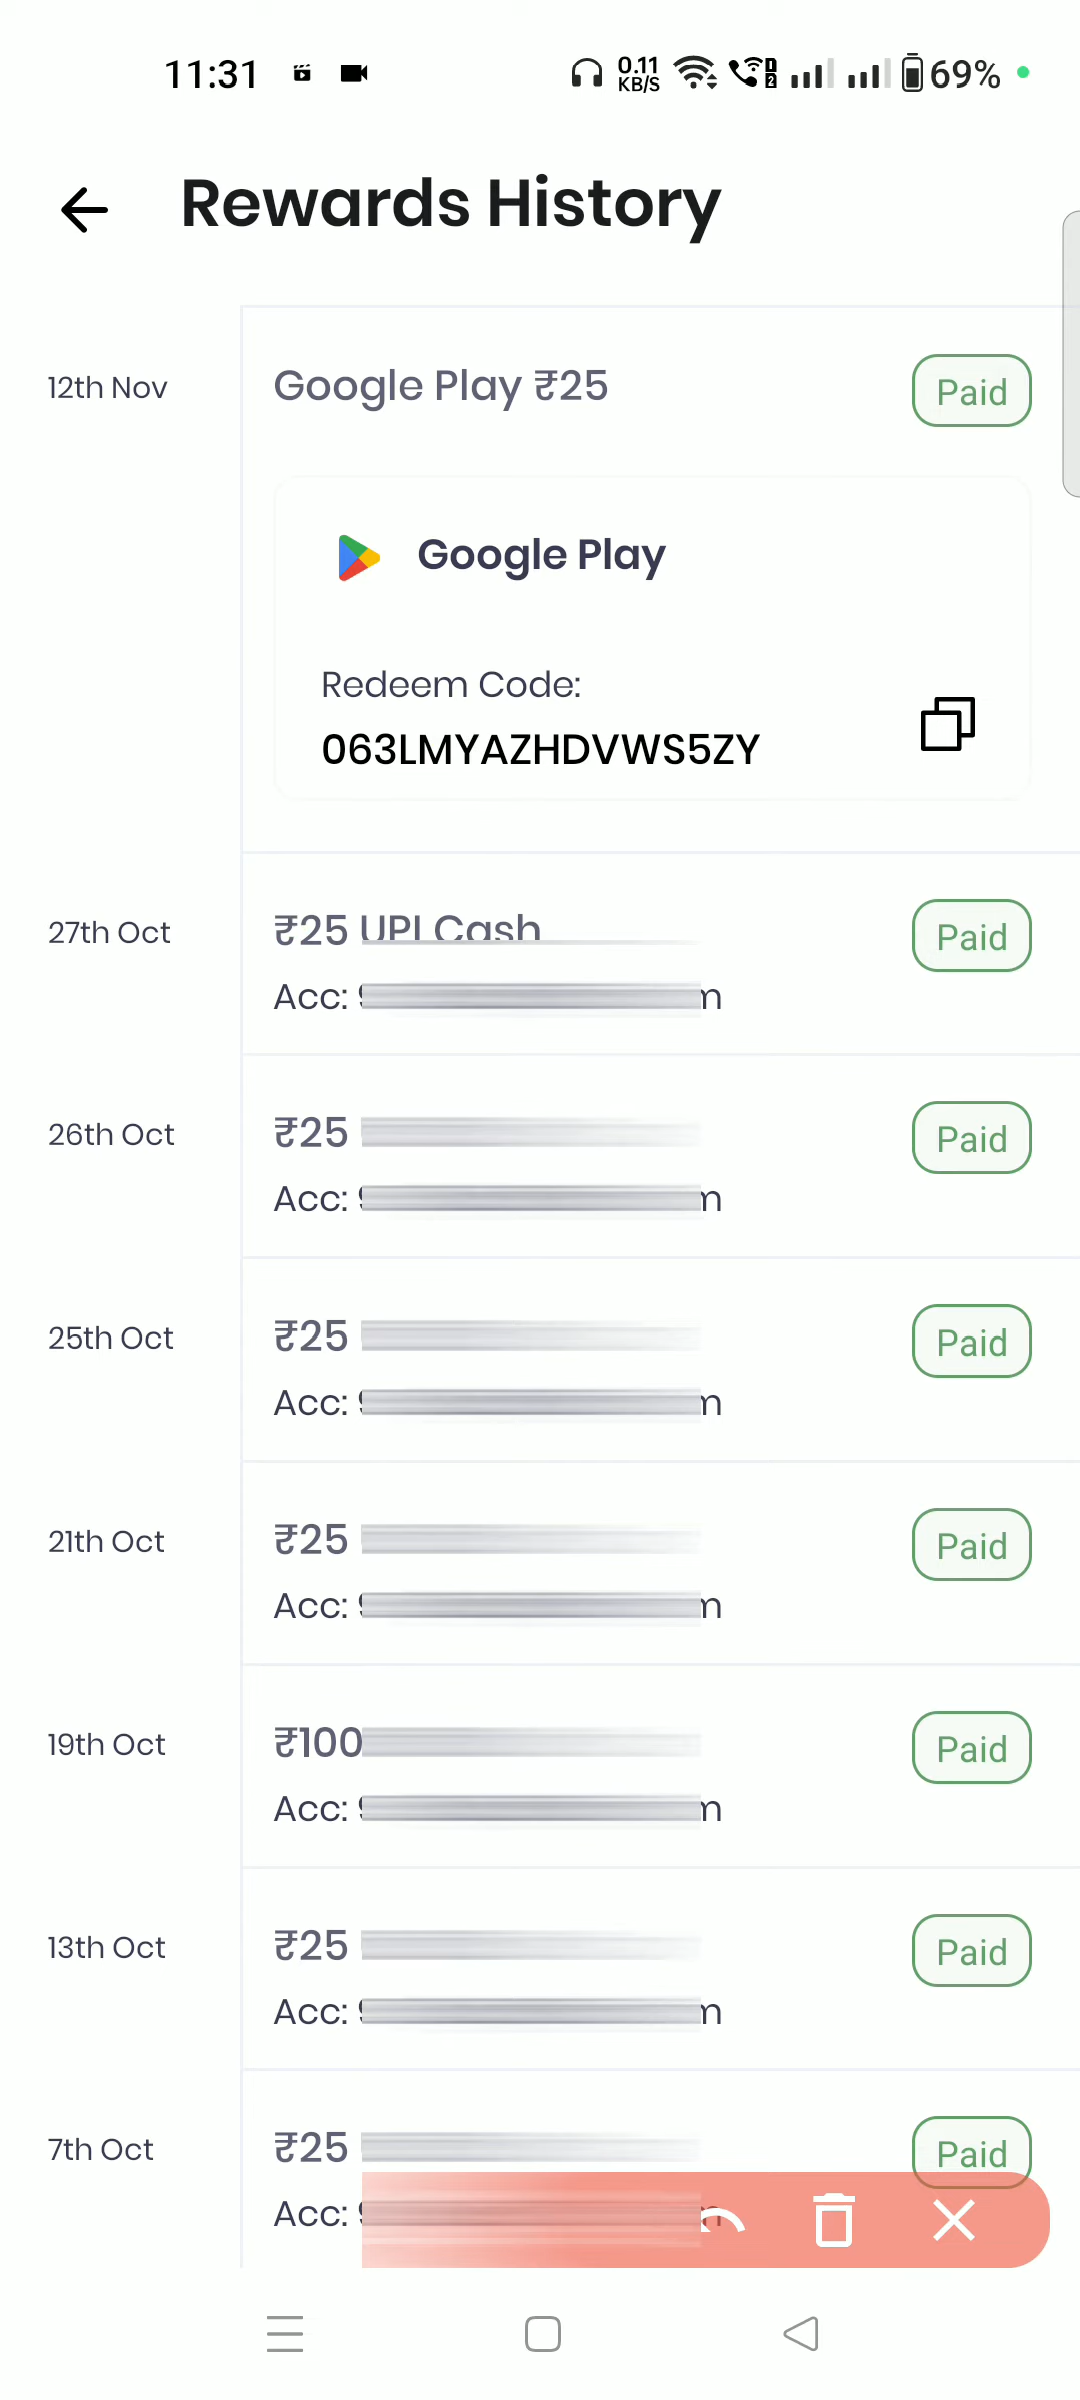 11:31 0.11 KB/S 69%
Rewards History
12th Nov Google Play ₹25 Paid
Google Play
Redeem Code:
063LMYAZHDVWS5ZY
27th Oct ₹25 UPI Cash Paid
Acc:
26th Oct ₹25 Paid
Acc:
25th Oct ₹25 Paid
Acc:
21th Oct ₹25 Paid
Acc:
19th Oct ₹100 Paid
Acc:
13th Oct ₹25 Paid
Acc:
7th Oct ₹25 Paid
Acc: